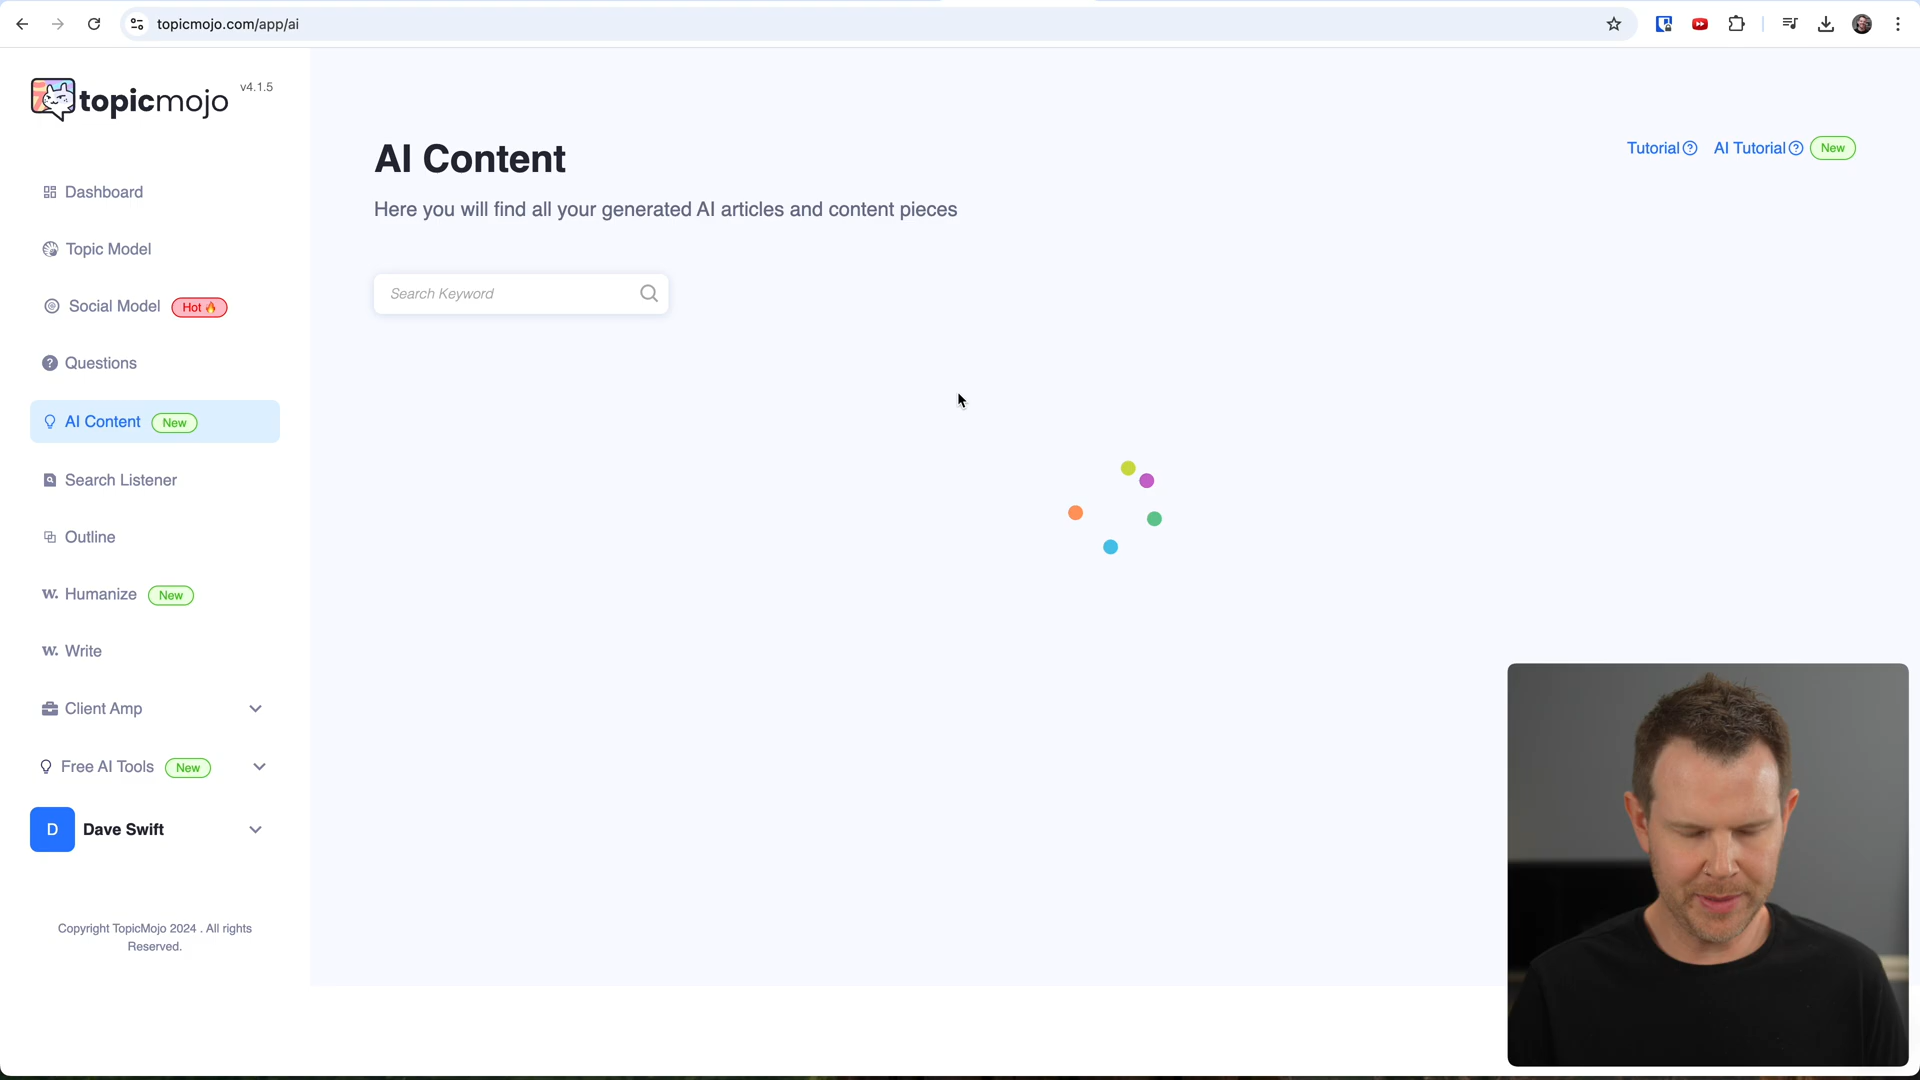 topicmojo.com/app/ai
topicmojo v4.1.5
Dashboard
Topic Model
Social Model Hot
Questions
AI Content New
Search Listener
Outline
W. Humanize New
W. Write
Client Amp
Free AI Tools New
D Dave Swift
Copyright TopicMojo 2024 . All rights
Reserved.
AI Content
Here you will find all your generated AI articles and content pieces
Tutorial AI Tutorial New
Search Keyword